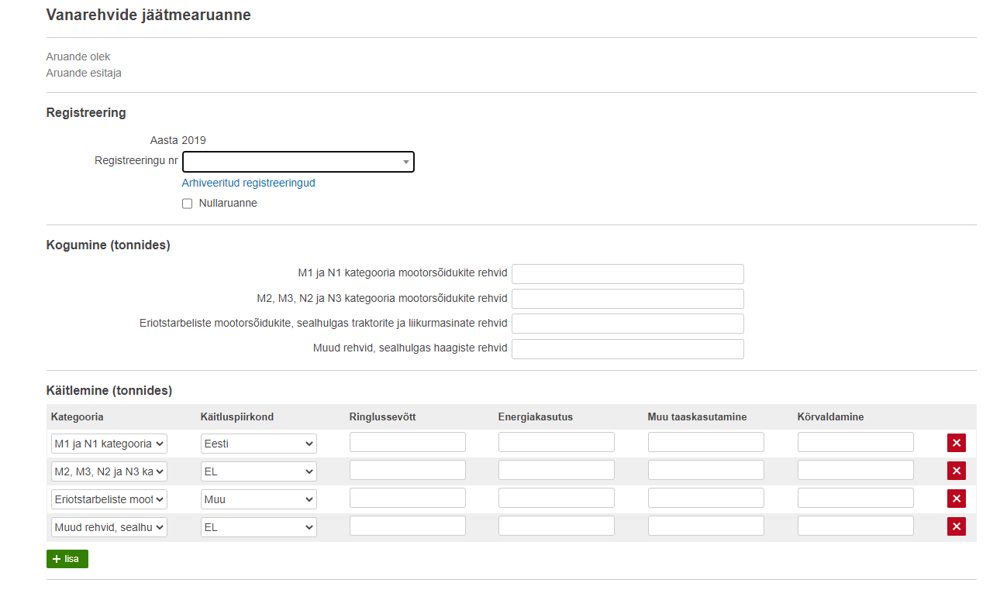 Vanarehvide jäätmearuanne
Aruande olek
Aruande esitaja
Registreering
Aasta 2019
Registreeringu nr
Arhiveeritud registreeringud
Nullaruanne
Kogumine (tonnides)
M1 ja N1 kategooria mootorsõidukite rehvid
M2, M3, N2 ja N3 kategooria mootorsõidukite rehvid
Eriotstarbeliste mootorsõidukite, sealhulgas traktorite ja liikurmasinate rehvid
Muud rehvid, sealhulgas haagiste rehvid
Käitlemine (tonnides)
Kategooria Käitluspiirkond Ringlussevõtt Energiakasutus Muu taaskasutamine Kõrvaldamine
M1 ja N1 kategooria Eesti
M2, M3, N2 ja N3 ka EL
Eriotstarbeliste moot Muu
Muud rehvid, sealhu EL
+ lisa